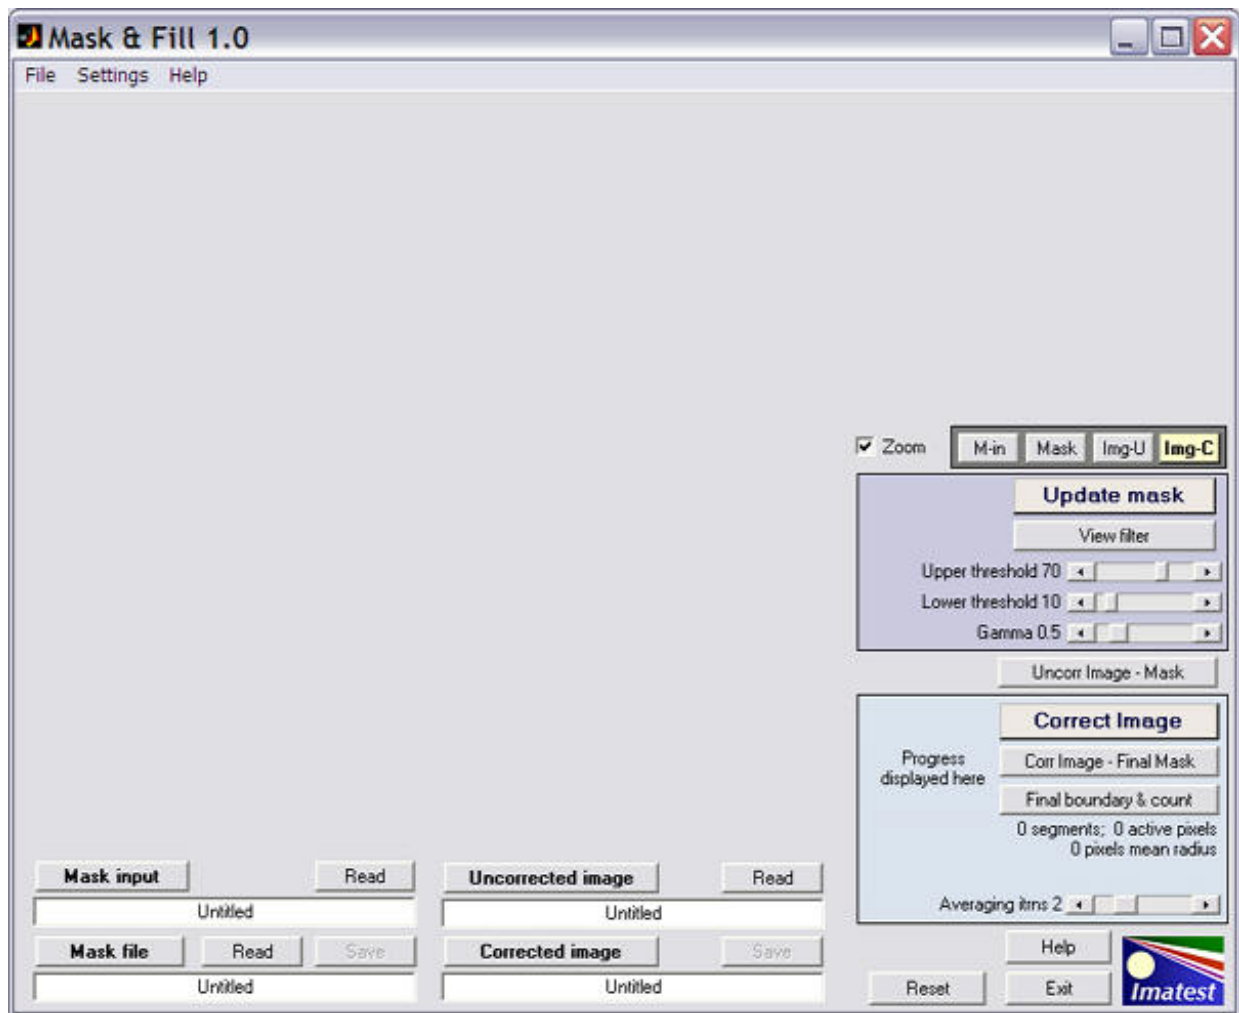 Mask & Fill 1.0
File Settings Help
Zoom M-in Mask Img-U Img-C
Update mask
View filter
Upper threshold 70
Lower threshold 10
Gamma 0.5
Uncorr Image - Mask
Correct Image
Progress
displayed here
Corr Image - Final Mask
Final boundary & count
0 segments; 0 active pixels
0 pixels mean radius
Averaging itrns 2
Mask input Read Uncorrected image Read
Untitled Untitled
Mask file Read Save Corrected image Save
Untitled Untitled
Help
Reset Exit
Imatest